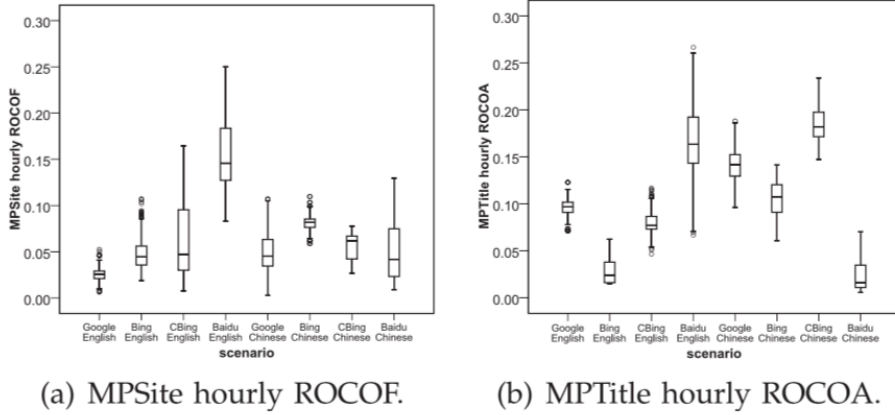 0.30
0.25
0.20
0.15
0.10
0.05
0.00
MPSite hourly ROCOF
Google English
Bing English
CBing English
Baidu English
Google Chinese
Bing Chinese
CBing Chinese
Baidu Chinese
scenario
(a) MPSite hourly ROCOF.
0.30
0.25
0.20
0.15
0.10
0.05
0.00
MPTitle hourly ROCOA
Google English
Bing English
CBing English
Baidu English
Google Chinese
Bing Chinese
CBing Chinese
Baidu Chinese
scenario
(b) MPTitle hourly ROCOA.